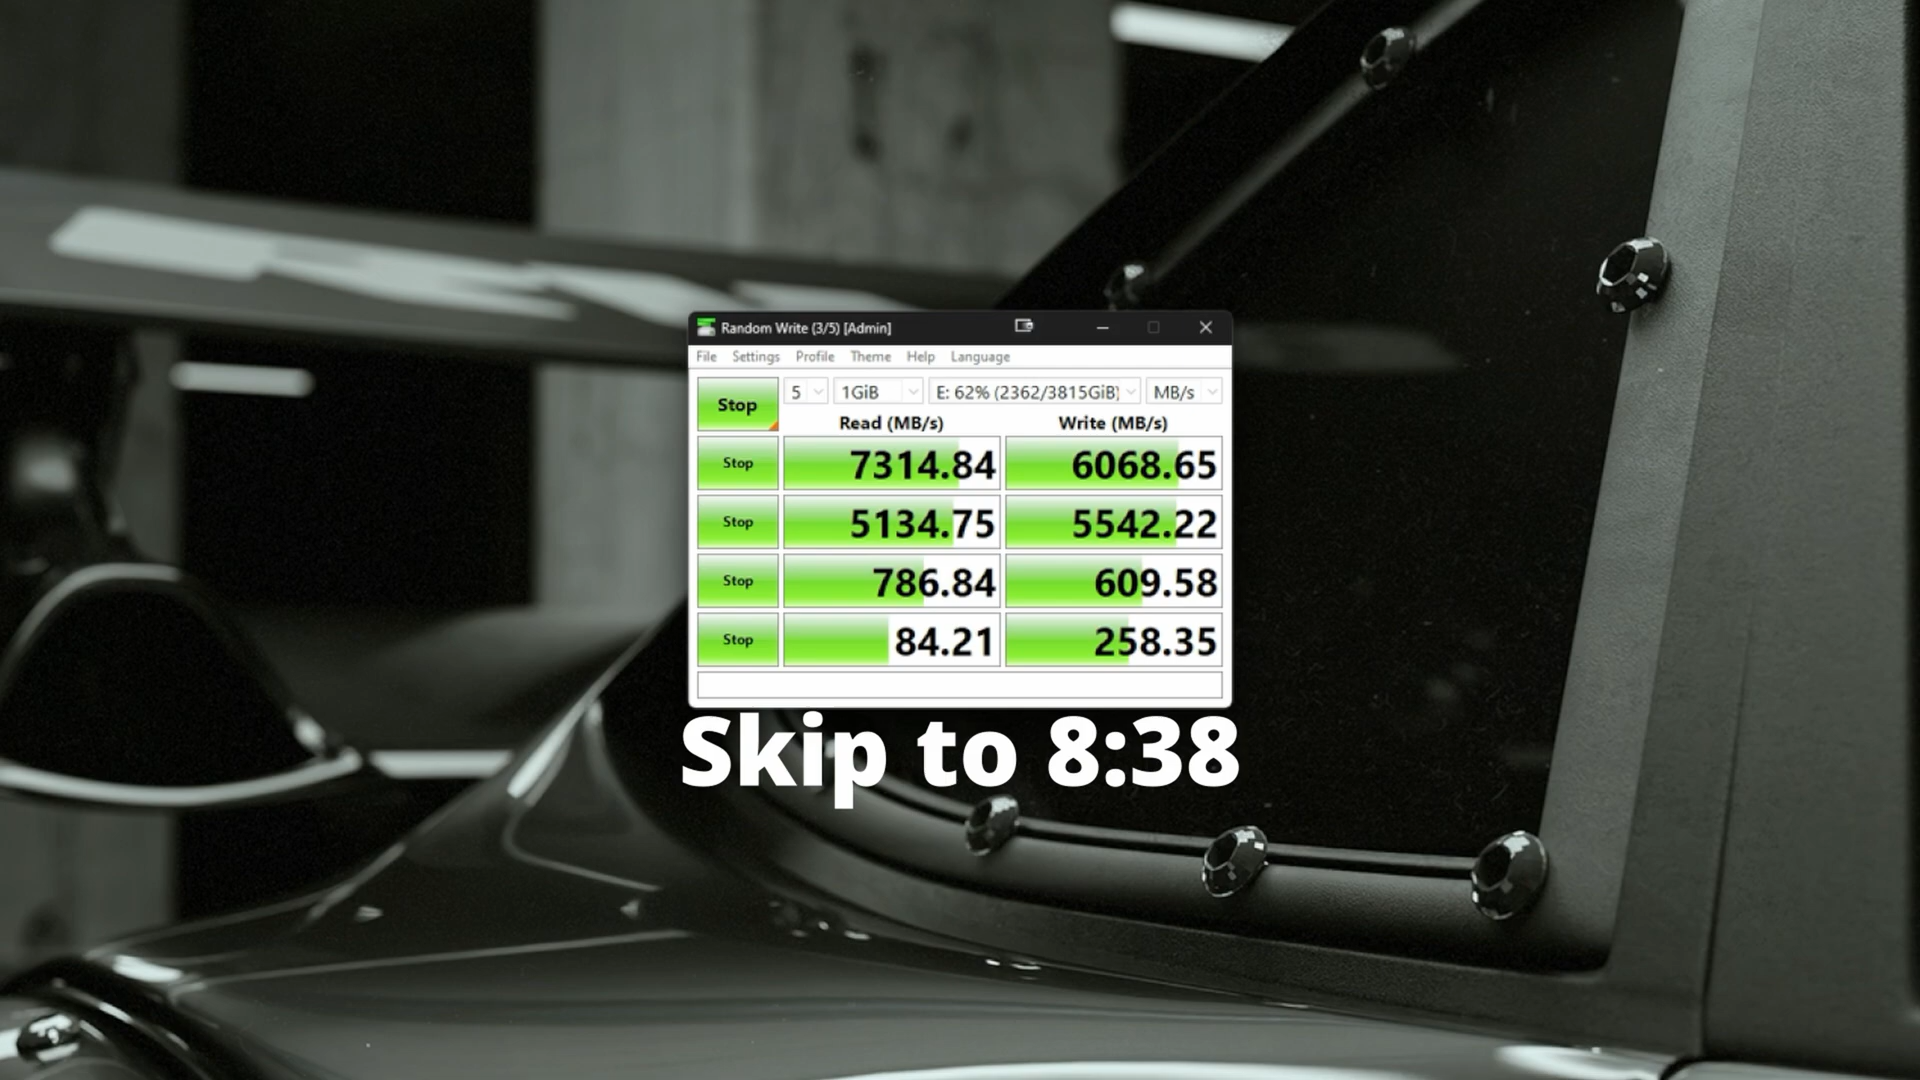 Random Write (3/5) [Admin]
File Settings Profile Theme Help Language
Stop 5 1GiB E: 62% (2362/3815GiB) MB/s
Read (MB/s) Write (MB/s)
Stop 7314.84 6068.65
Stop 5134.75 5542.22
Stop 786.84 609.58
Stop 84.21 258.35
Skip to 8:38